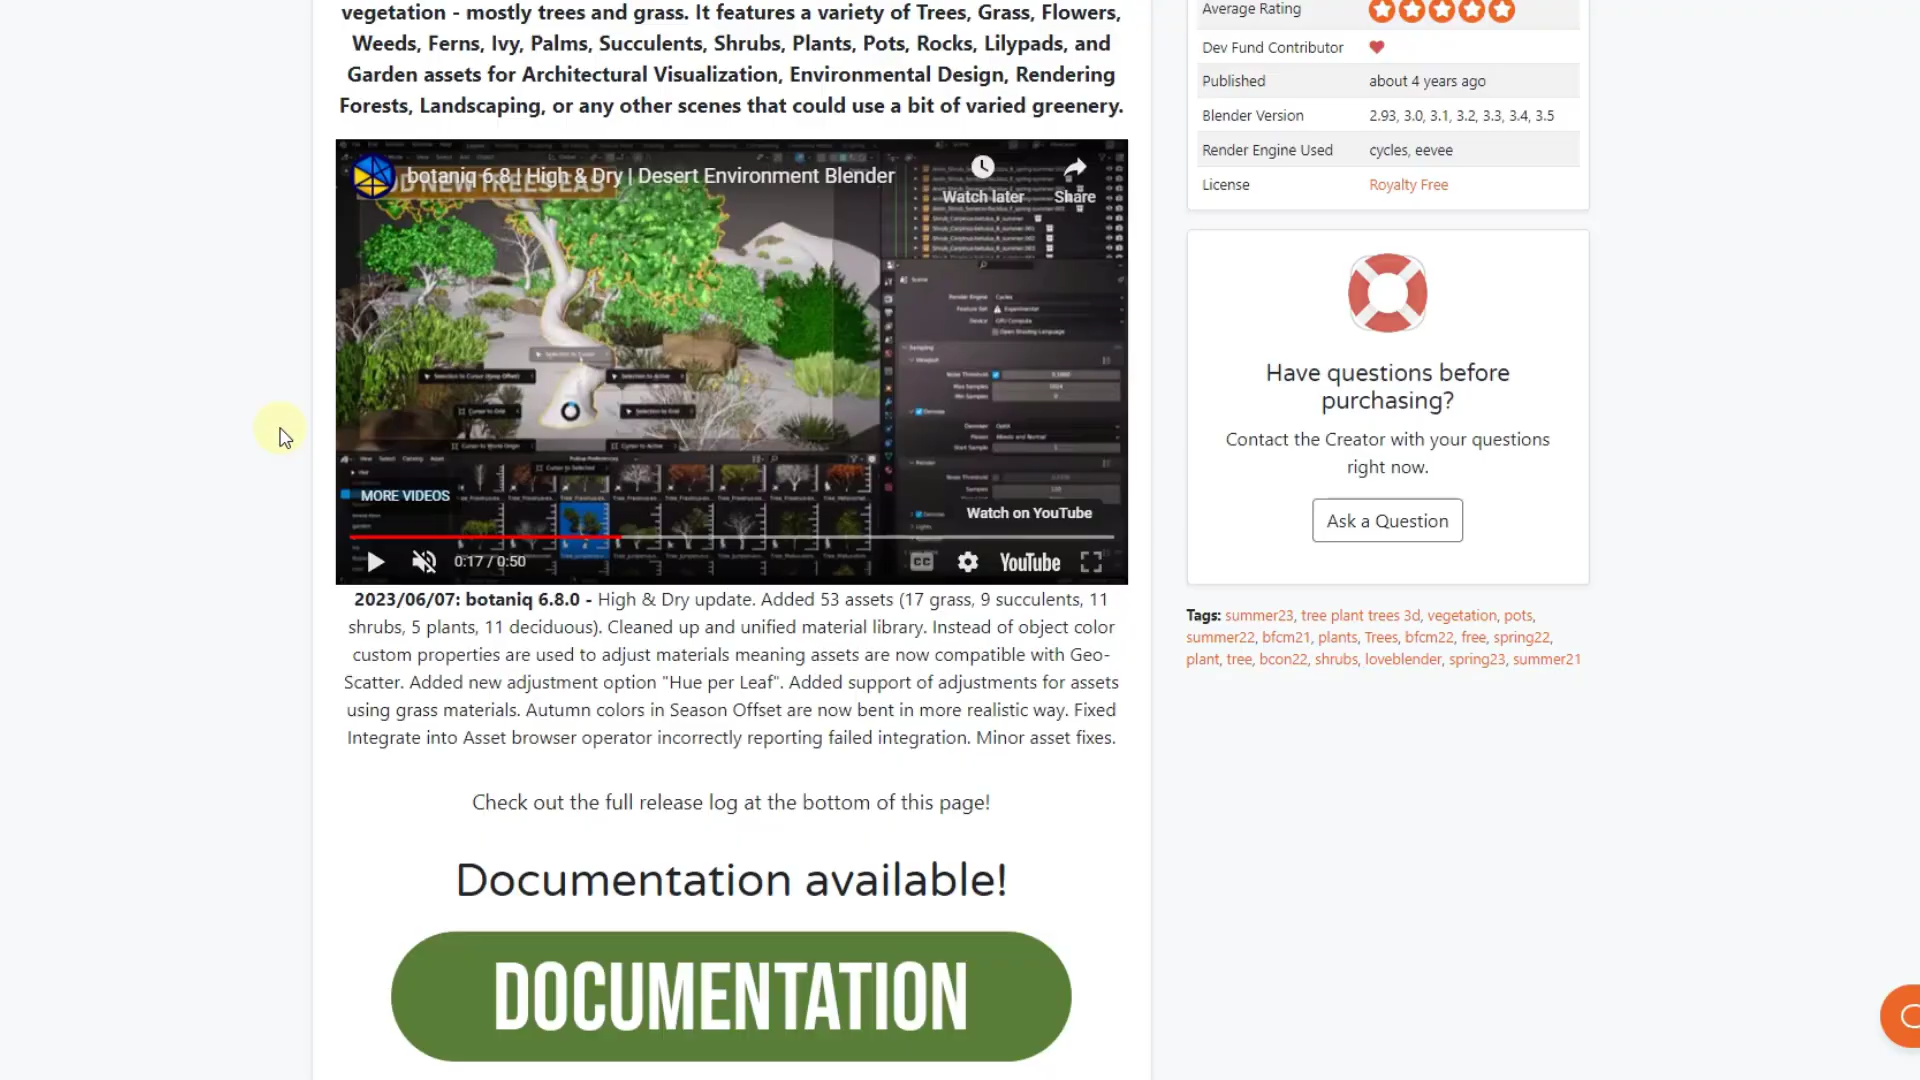 vegetation - mostly trees and grass. It features a variety of Trees, Grass, Flowers,
Weeds, Ferns, Ivy, Palms, Succulents, Shrubs, Plants, Pots, Rocks, Lilypads, and
Garden assets for Architectural Visualization, Environmental Design, Rendering
Forests, Landscaping, or any other scenes that could use a bit of varied greenery.
botaniq 6.8 | High & Dry | Desert Environment Blender
Watch later
Share
MORE VIDEOS
Watch on YouTube
0:17 / 0:50
CC
YouTube
2023/06/07: botaniq 6.8.0 - High & Dry update. Added 53 assets (17 grass, 9 succulents, 11
shrubs, 5 plants, 11 deciduous). Cleaned up and unified material library. Instead of object color
custom properties are used to adjust materials meaning assets are now compatible with Geo-
Scatter. Added new adjustment option "Hue per Leaf". Added support of adjustments for assets
using grass materials. Autumn colors in Season Offset are now bent in more realistic way. Fixed
Integrate into Asset browser operator incorrectly reporting failed integration. Minor asset fixes.
Check out the full release log at the bottom of this page!
Documentation available!
DOCUMENTATION
Average Rating
Dev Fund Contributor
Published about 4 years ago
Blender Version 2.93, 3.0, 3.1, 3.2, 3.3, 3.4, 3.5
Render Engine Used cycles, eevee
License Royalty Free
Have questions before
purchasing?
Contact the Creator with your questions
right now.
Ask a Question
Tags: summer23, tree plant trees 3d, vegetation, pots,
summer22, bfcm21, plants, Trees, bfcm22, free, spring22,
plant, tree, bcon22, shrubs, loveblender, spring23, summer21